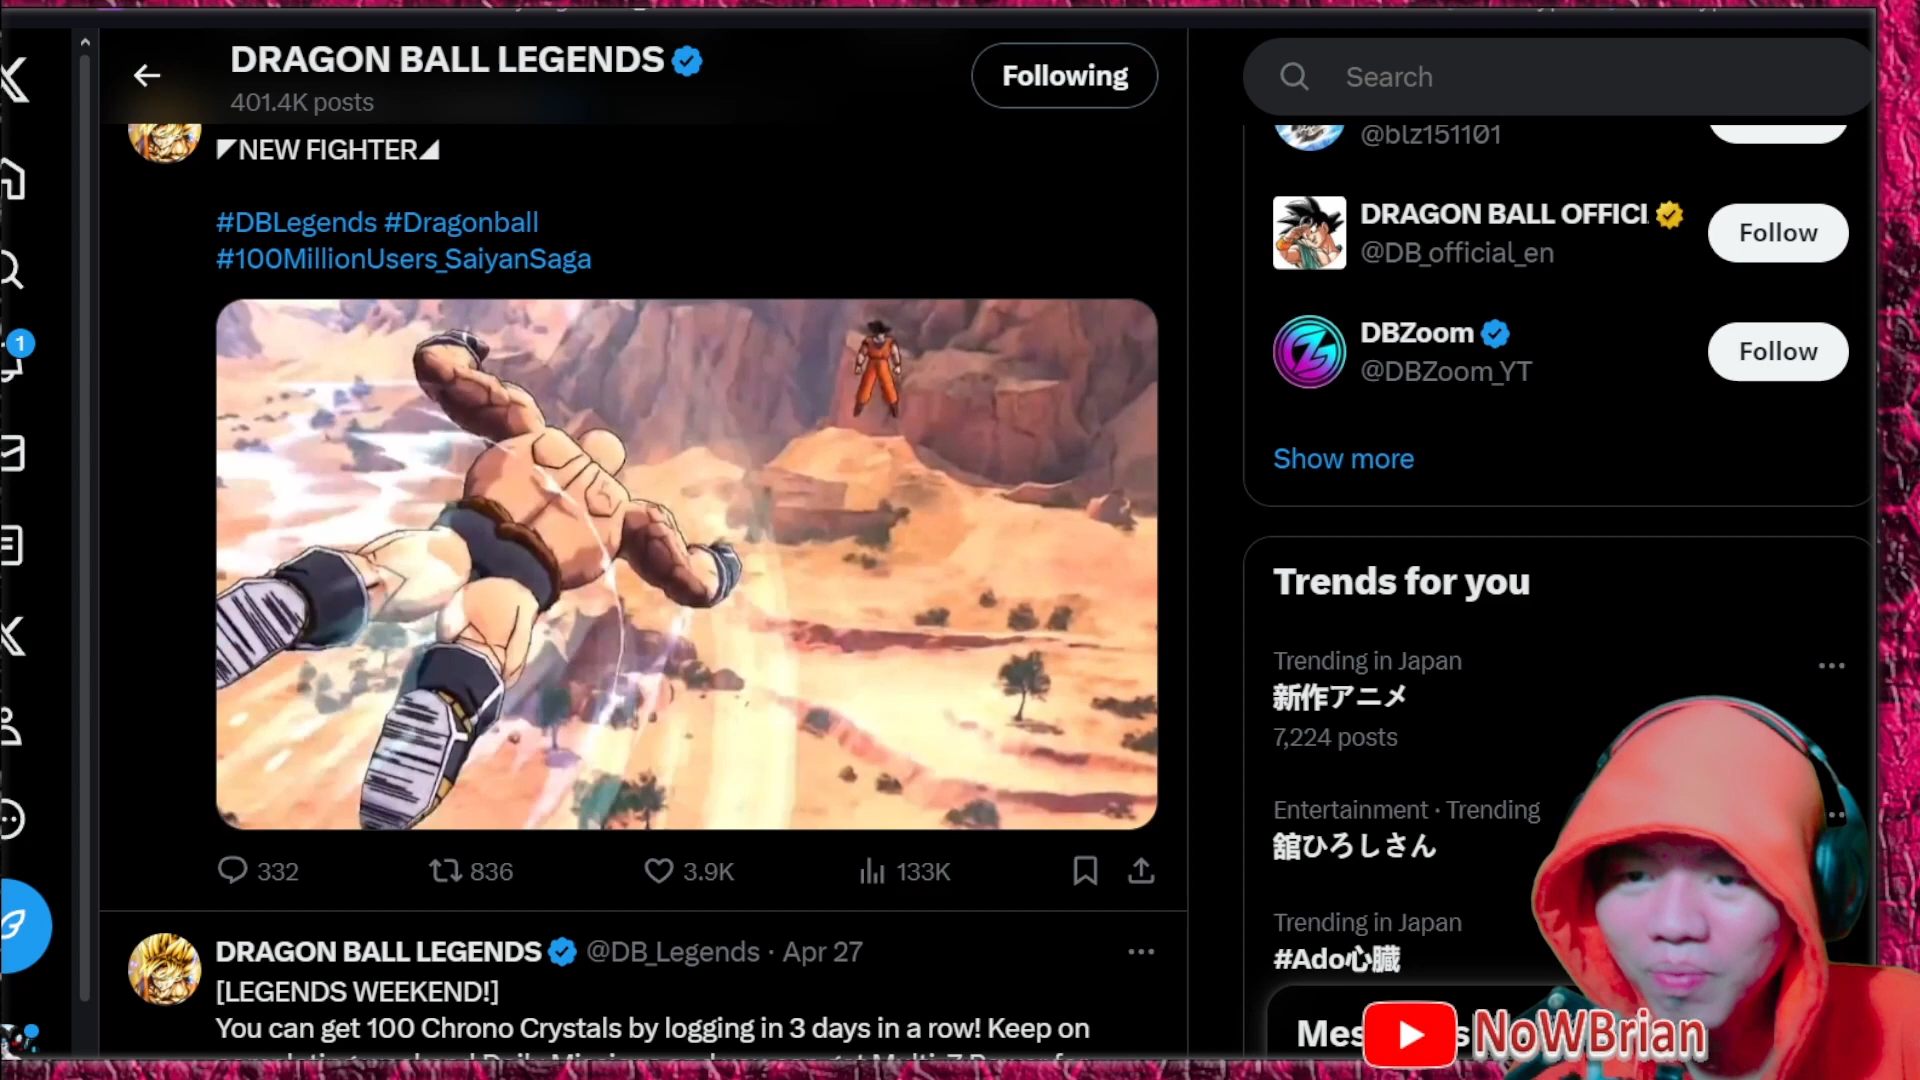 DRAGON BALL LEGENDS
401.4K posts
Following
Search
◤NEW FIGHTER◢
#DBLegends #Dragonball
#100MillionUsers_SaiyanSaga
332
836
3.9K
133K
DRAGON BALL LEGENDS @DB_Legends · Apr 27
[LEGENDS WEEKEND!]
You can get 100 Chrono Crystals by logging in 3 days in a row! Keep on
1
@blz151101
DRAGON BALL OFFICI
@DB_official_en
Follow
DBZoom
@DBZoom_YT
Follow
Show more
Trends for you
Trending in Japan
新作アニメ
7,224 posts
Entertainment · Trending
舘ひろしさん
Trending in Japan
#Ado心臓
Mes
s
NoWBrian